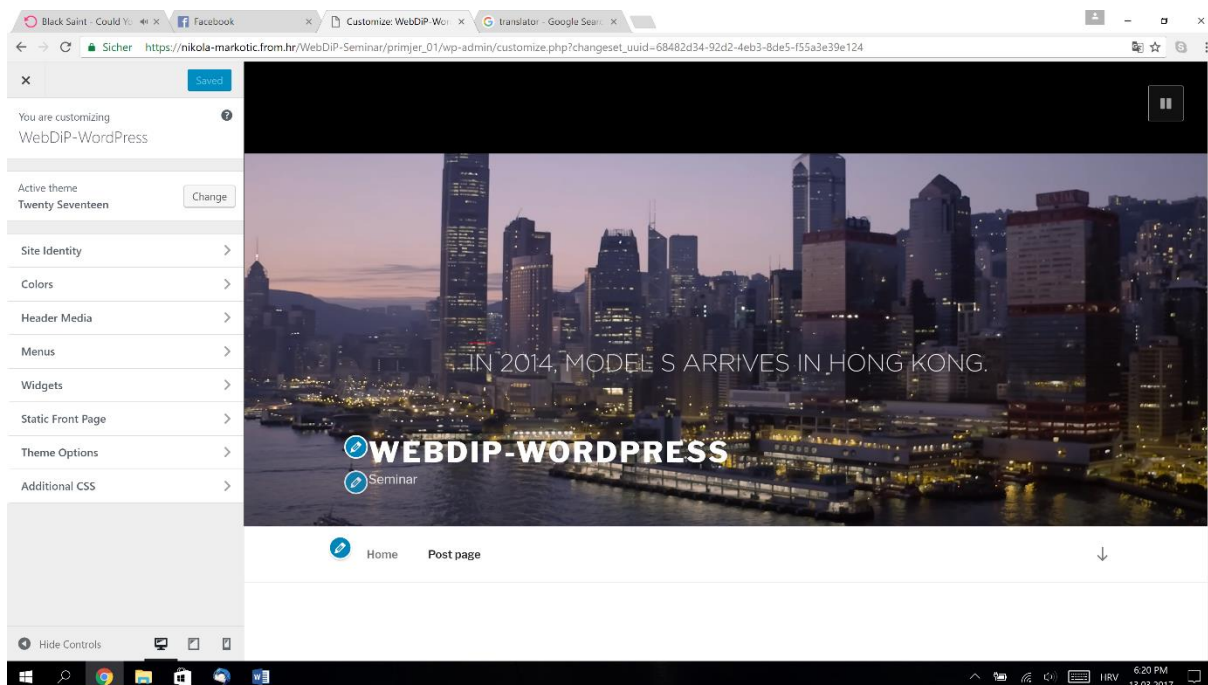 Black Saint - Could Yo
Facebook
Customize: WebDiP-Wor
translator - Google Sear
Sicher https://nikola-markotic.from.hr/WebDiP-Seminar/primjer_01/wp-admin/customize.php?changeset_uuid=68482d34-92d2-4eb3-8de5-f55a3e39e124
Saved
You are customizing
WebDiP-WordPress
Active theme
Twenty Seventeen
Change
Site Identity
Colors
Header Media
Menus
Widgets
Static Front Page
Theme Options
Additional CSS
Hide Controls
IN 2014, MODEL S ARRIVES IN HONG KONG.
WEBDIP-WORDPRESS
Seminar
Home Post page
HRV
6:20 PM
13.03.2017